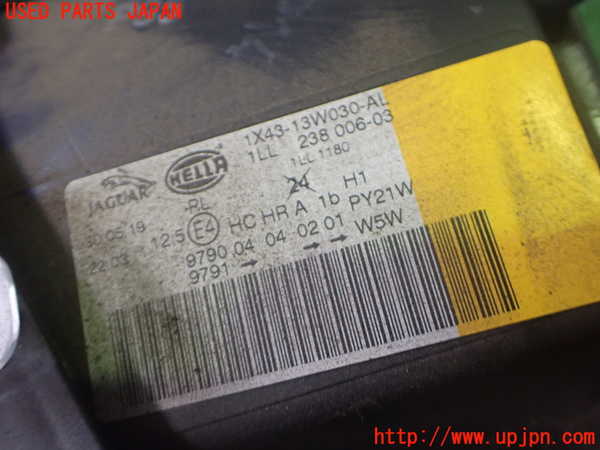 USED PARTS JAPAN
1X43-13W030-AL
1LL 238 006-03
1LL 1180
JAGUAR
HELLA
RL
24
30.05.18
22:03
12.5 E4 HC HR A 1b H1
9790 04 04 0201 PY21W
9791 → → → W5W
http://www.upjpn.com/